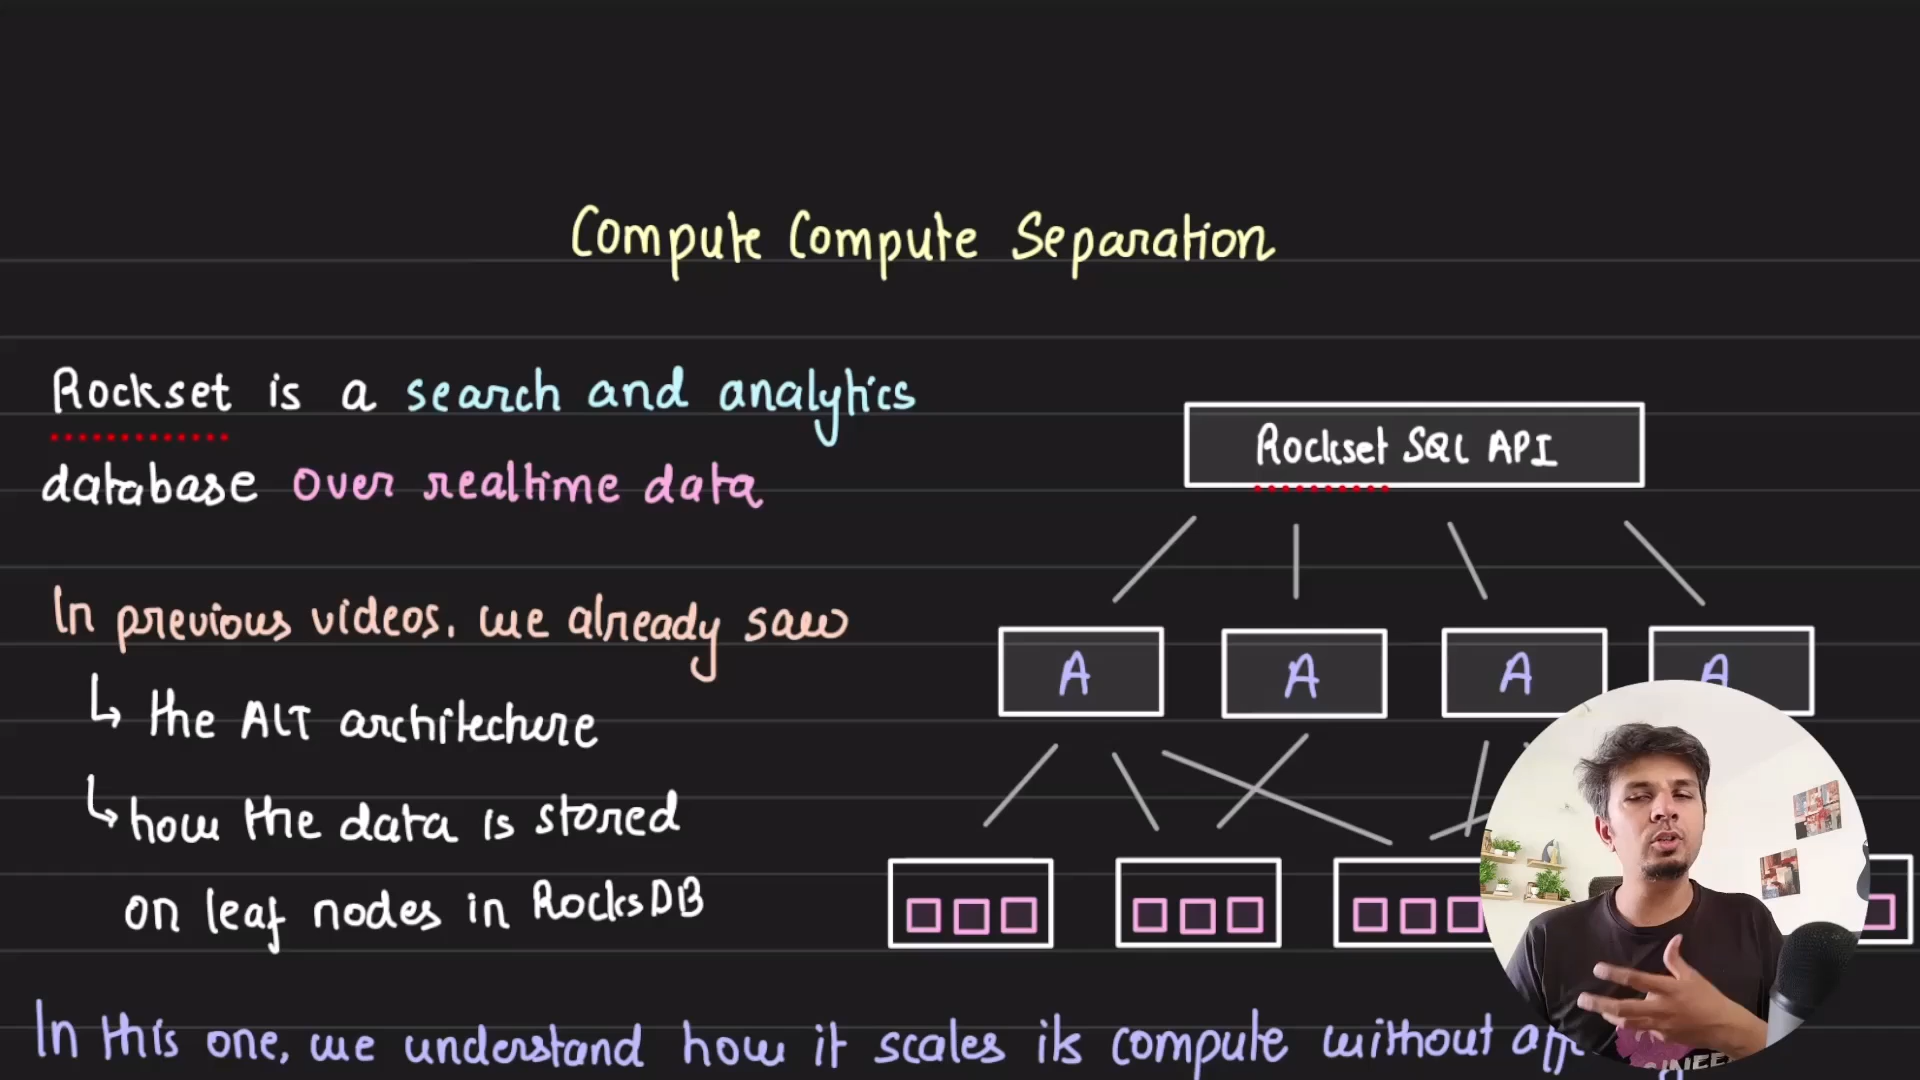 Compute Compute Separation
Rockset is a search and analytics
database over realtime data
In previous videos, we already saw
↳ the ALT architecture
↳ how the data is stored
on leaf nodes in RocksDB
Rockset SQL API
A A A A
In this one, we understand how it scales its compute without